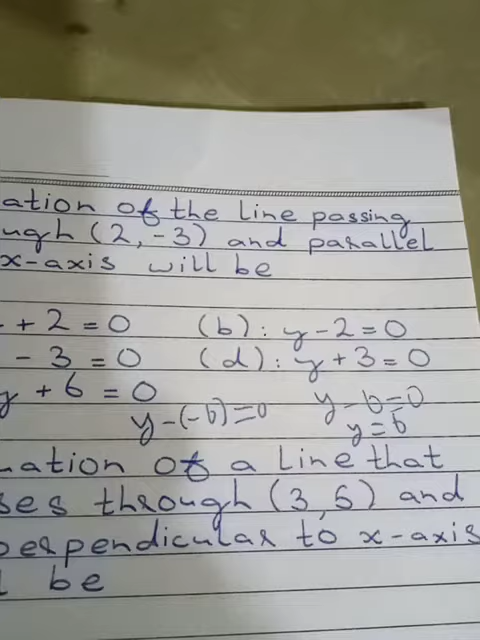 ation of the line passing
ugh (2, -3) and parallel
x-axis will be
+ 2 = 0 (b): y - 2 = 0
- 3 = 0 (d): y + 3 = 0
y + 6 = 0
y - (-6) = 0 y - 6 = 0
y = 6
uation of a line that
ses through (3, 5) and
perpendicular to x-axis
l be